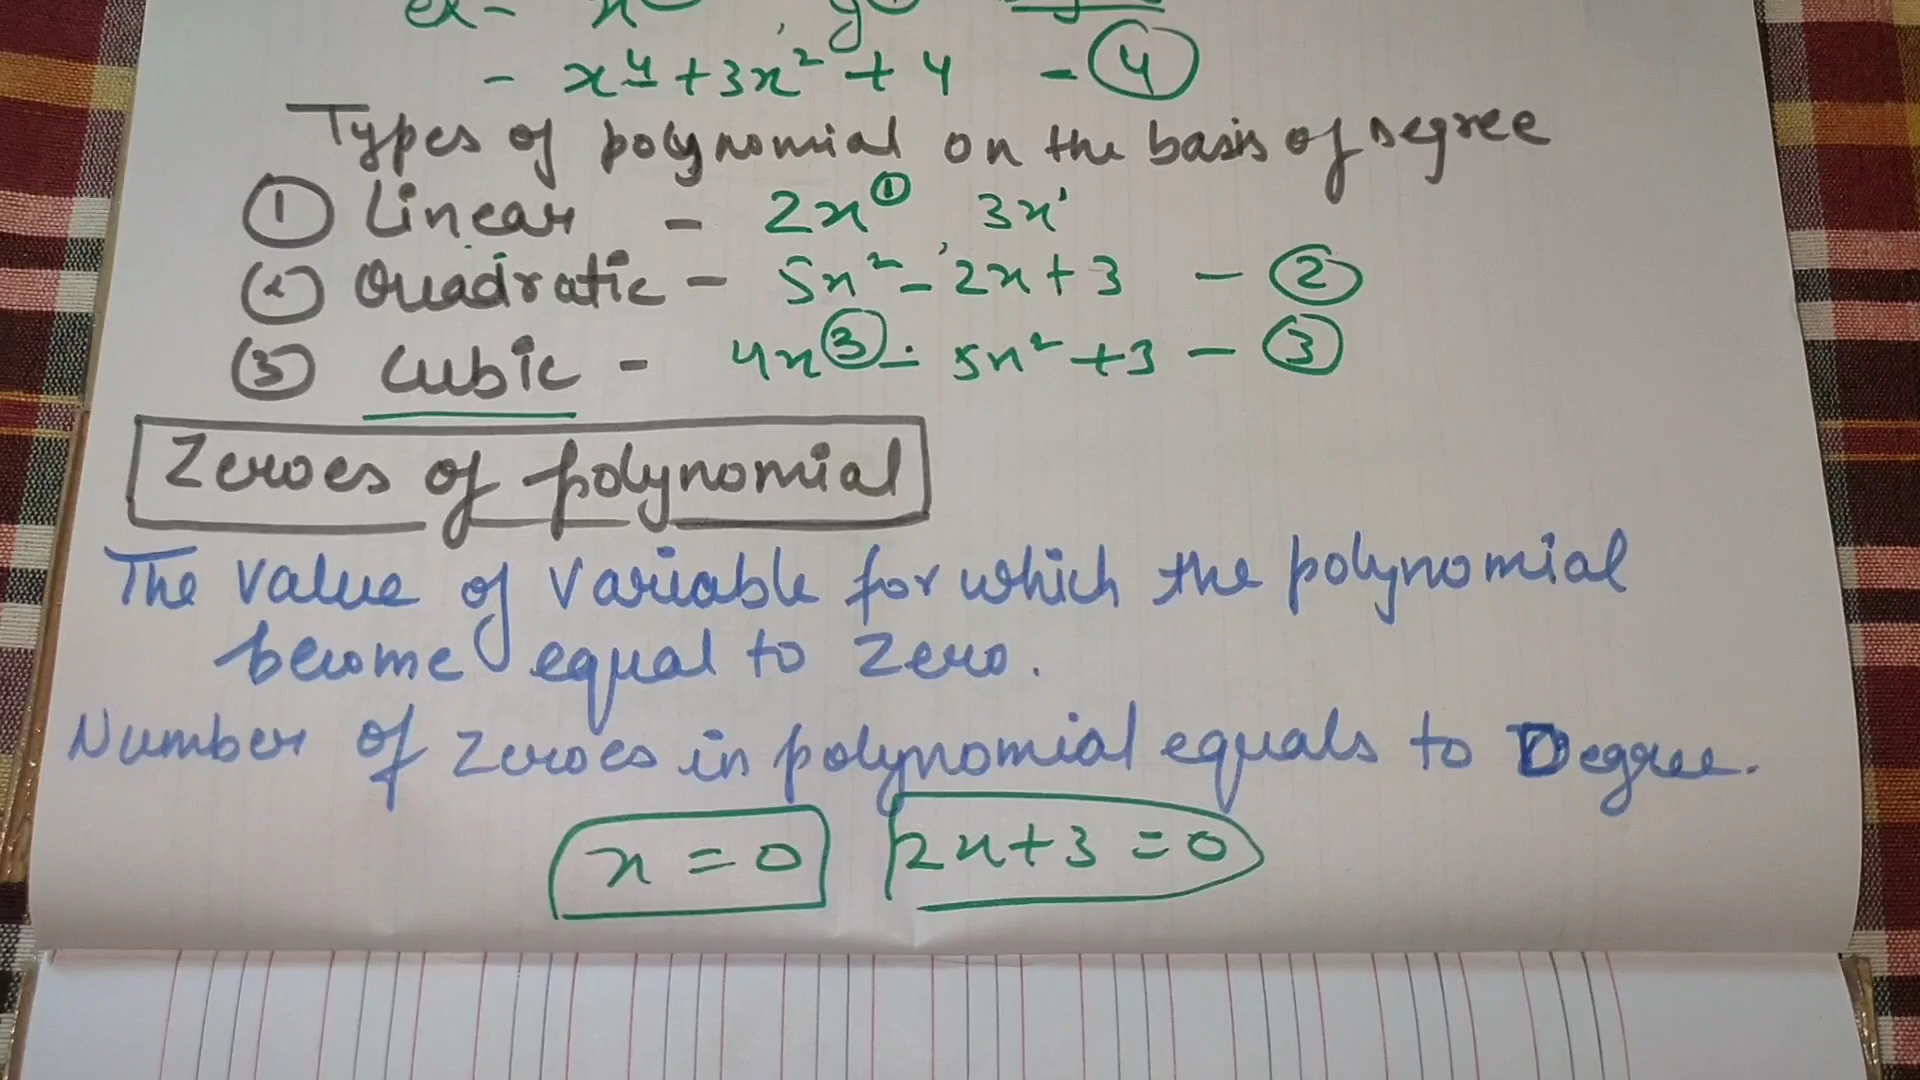 - x⁴ + 3x² + 4 - ④
Types of polynomial on the basis of Degree
① Linear - 2x① , 3x¹
② Quadratic - 5x² - 2x + 3 - ②
③ Cubic - 4x③ - 5x² + 3 - ③
Zeroes of polynomial
The value of variable for which the polynomial
become equal to zero.
Number of zeroes in polynomial equals to Degree.
x = 0 2x + 3 = 0